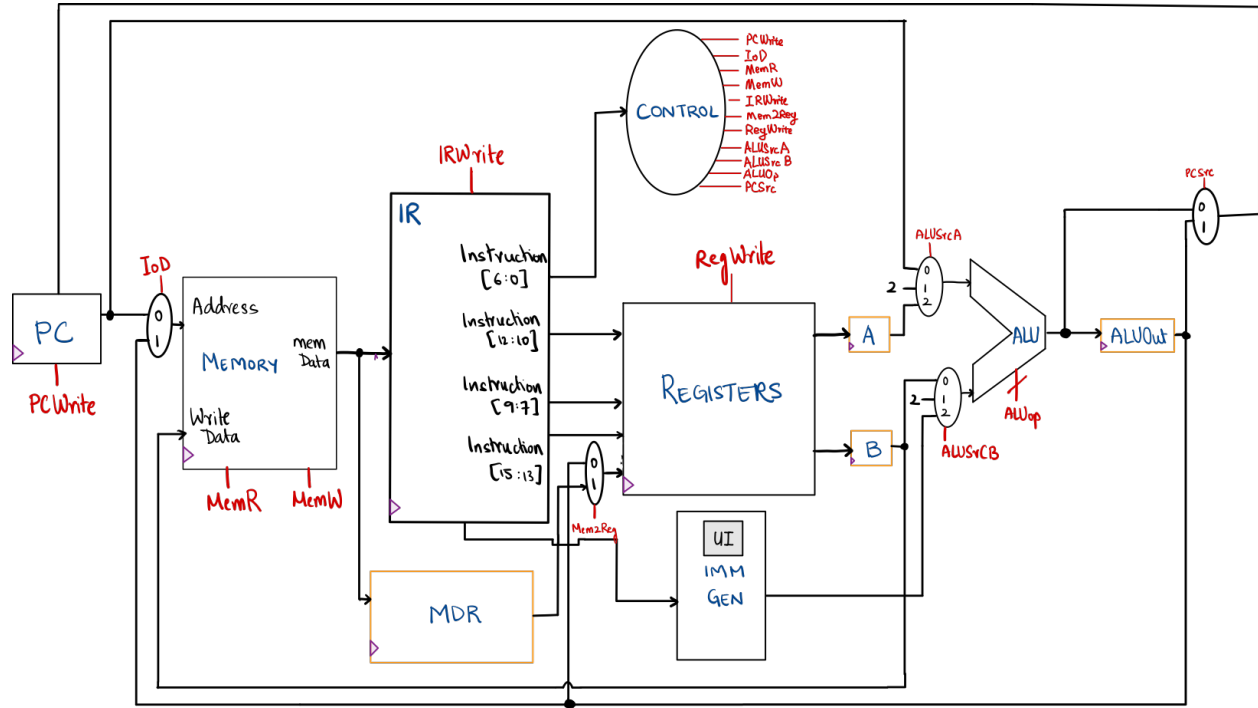 PCWrite
IoD
MemR
MemW
IRWrite
Mem2Reg
RegWrite
ALUSrcA
ALUSrcB
ALUOp
PCSrc
CONTROL
IRWrite
IR
Instruction
[6:0]
Instruction
[12:10]
Instruction
[9:7]
Instruction
[15:13]
PCSrc
0
1
ALUSrcA
0
1
2
2
RegWrite
IoD
0
1
Address
MEMORY
mem
Data
Write
Data
MemR
MemW
PC
PCWrite
REGISTERS
A
B
ALU
ALUop
ALUOut
0
1
2
2
ALUSrCB
0
1
Mem2Reg
UI
IMM
GEN
MDR